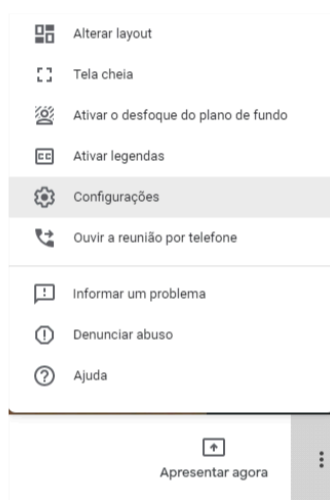 Alterar layout
Tela cheia
Ativar o desfoque do plano de fundo
CC Ativar legendas
Configurações
Ouvir a reunião por telefone
Informar um problema
Denunciar abuso
Ajuda
Apresentar agora